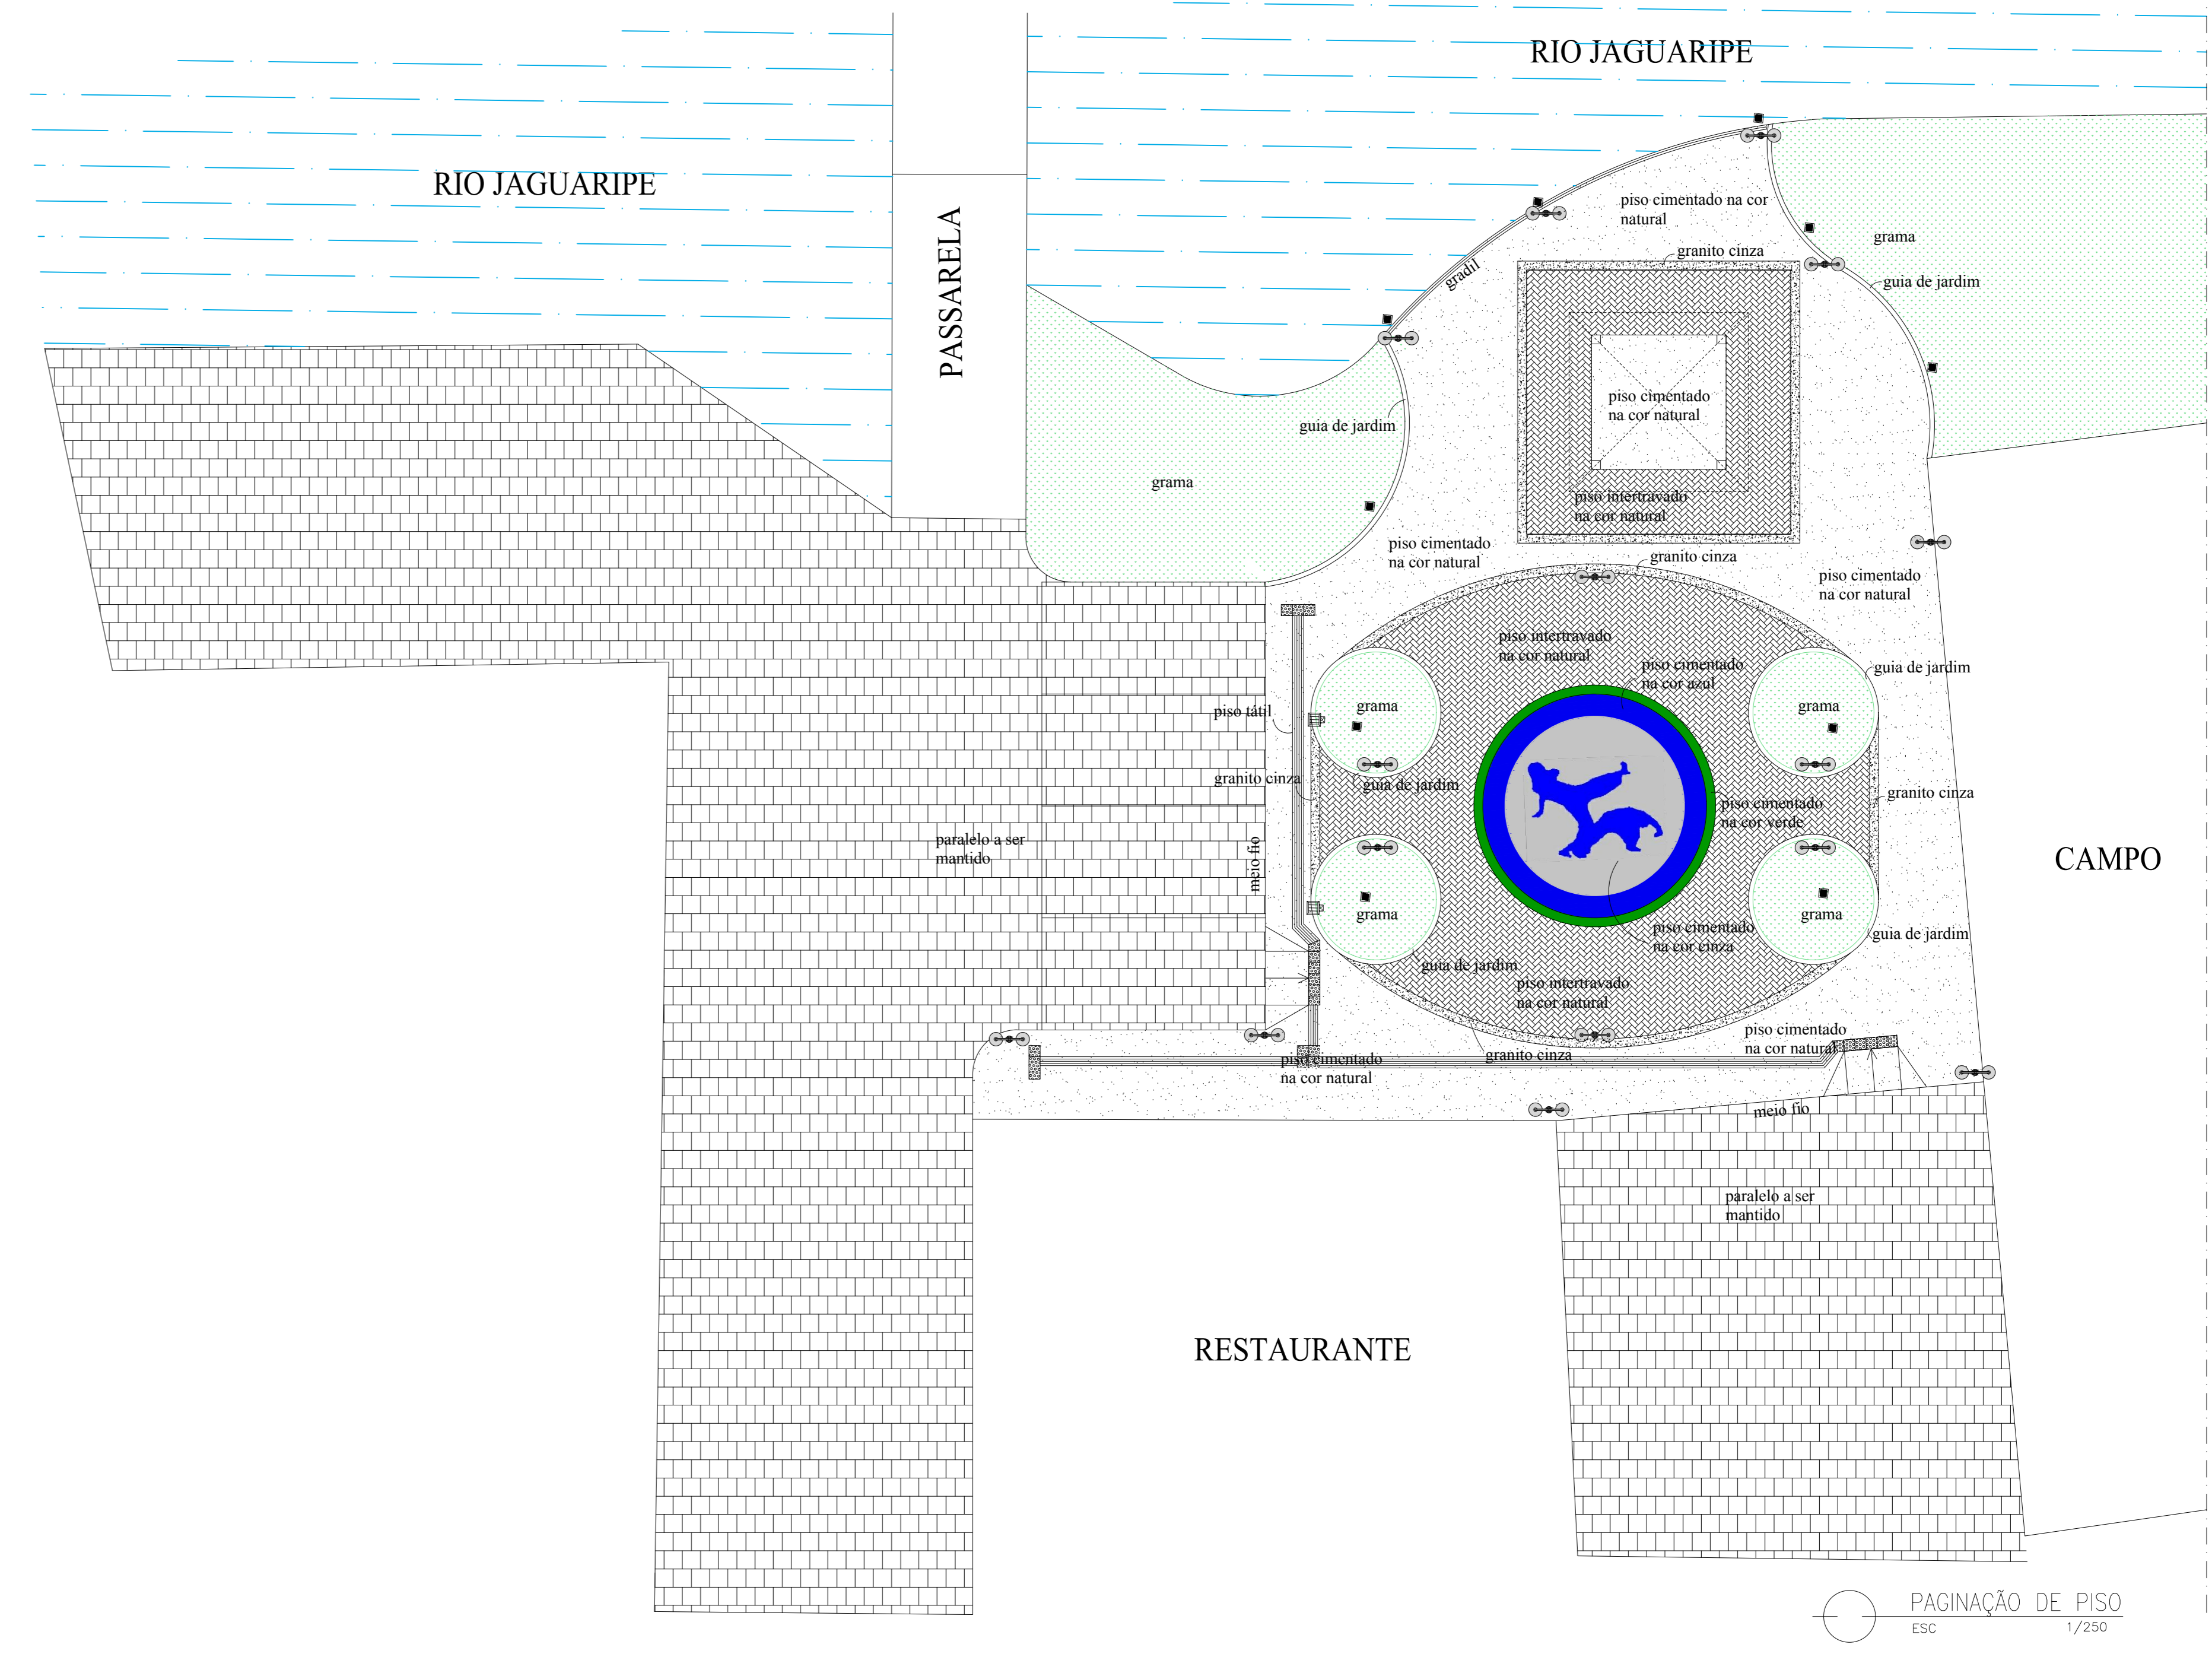 RIO JAGUARIPE
RIO JAGUARIPE
PASSARELA
piso cimentado na cor
natural
grama
granito cinza
gradil
guia de jardim
piso cimentado
na cor natural
guia de jardim
grama
piso intertravado
na cor natural
piso cimentado
na cor natural
granito cinza
piso cimentado
na cor natural
piso intertravado
na cor natural
piso cimentado
na cor azul
guia de jardim
piso tátil
grama
grama
granito cinza
guia de jardim
granito cinza
piso cimentado
na cor verde
paralelo a ser
mantido
meio fio
CAMPO
grama
grama
piso cimentado
na cor cinza
guia de jardim
guia de jardim
piso intertravado
na cor natural
piso cimentado
na cor natural
granito cinza
piso cimentado
na cor natural
meio fio
paralelo a ser
mantido
RESTAURANTE
PAGINAÇÃO DE PISO
ESC 1/250